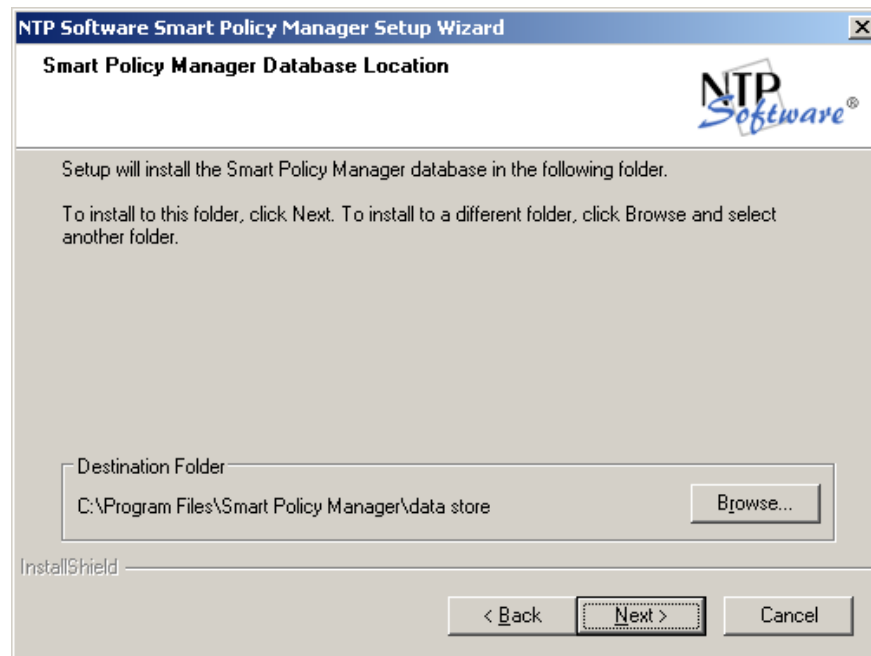 NTP Software Smart Policy Manager Setup Wizard
Smart Policy Manager Database Location
NTP
Software®
Setup will install the Smart Policy Manager database in the following folder.
To install to this folder, click Next. To install to a different folder, click Browse and select
another folder.
Destination Folder
C:\Program Files\Smart Policy Manager\data store
Browse...
InstallShield
< Back
Next >
Cancel